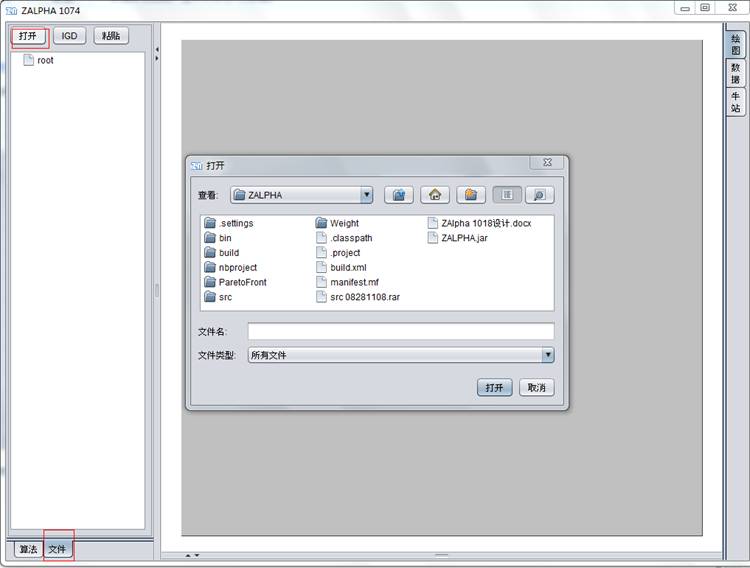 ZALPHA 1074
打开 IGD 粘贴
root
绘图
数据
牛站
打开
查看: ZALPHA
.settings Weight ZAlpha 1018设计.docx
bin .classpath ZALPHA.jar
build .project
nbproject build.xml
ParetoFront manifest.mf
src src 08281108.rar
文件名:
文件类型: 所有文件
打开 取消
算法 文件